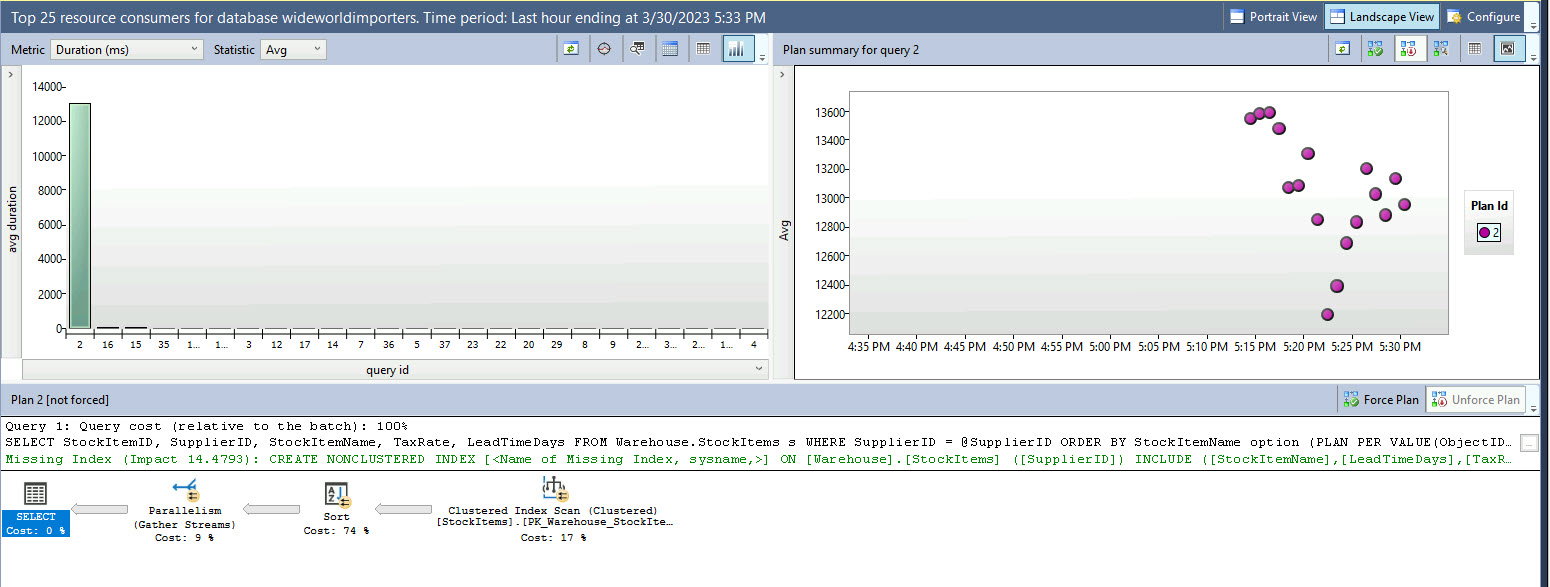 Top 25 resource consumers for database wideworldimporters. Time period: Last hour ending at 3/30/2023 5:33 PM
Portrait View
Landscape View
Configure
Metric Duration (ms) Statistic Avg
Plan summary for query 2
14000
12000
10000
8000
6000
4000
2000
0
avg duration
2 16 15 35 1... 1... 3 12 17 14 7 36 5 37 23 22 20 29 8 9 2... 3... 2... 1... 4
query id
13600
13400
13200
13000
12800
12600
12400
12200
Avg
4:35 PM 4:40 PM 4:45 PM 4:50 PM 4:55 PM 5:00 PM 5:05 PM 5:10 PM 5:15 PM 5:20 PM 5:25 PM 5:30 PM
Plan Id
2
Plan 2 [not forced]
Force Plan
Unforce Plan
Query 1: Query cost (relative to the batch): 100%
SELECT StockItemID, SupplierID, StockItemName, TaxRate, LeadTimeDays FROM Warehouse.StockItems s WHERE SupplierID = @SupplierID ORDER BY StockItemName option (PLAN PER VALUE(ObjectID...
Missing Index (Impact 14.4793): CREATE NONCLUSTERED INDEX [<Name of Missing Index, sysname,>] ON [Warehouse].[StockItems] ([SupplierID]) INCLUDE ([StockItemName],[LeadTimeDays],[TaxR...
SELECT
Cost: 0 %
Parallelism
(Gather Streams)
Cost: 9 %
Sort
Cost: 74 %
Clustered Index Scan (Clustered)
[StockItems].[PK_Warehouse_StockIte...
Cost: 17 %